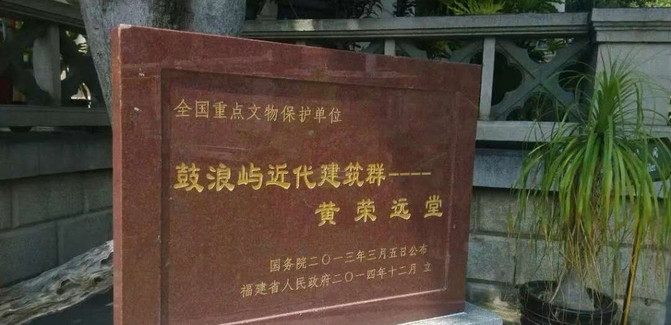 全国重点文物保护单位
鼓浪屿近代建筑群----
黄荣远堂
国务院二〇一三年三月五日公布
福建省人民政府二〇一四年十二月 立